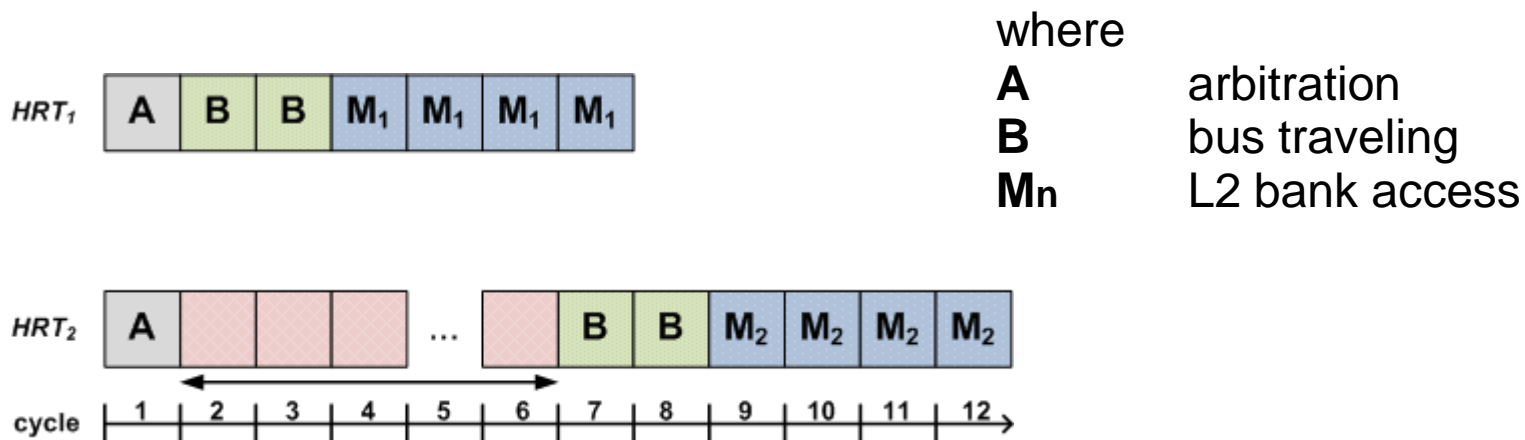 where
A arbitration
B bus traveling
Mn L2 bank access
HRT1 A B B M1 M1 M1 M1
HRT2 A ... B B M2 M2 M2 M2
cycle 1 2 3 4 5 6 7 8 9 10 11 12